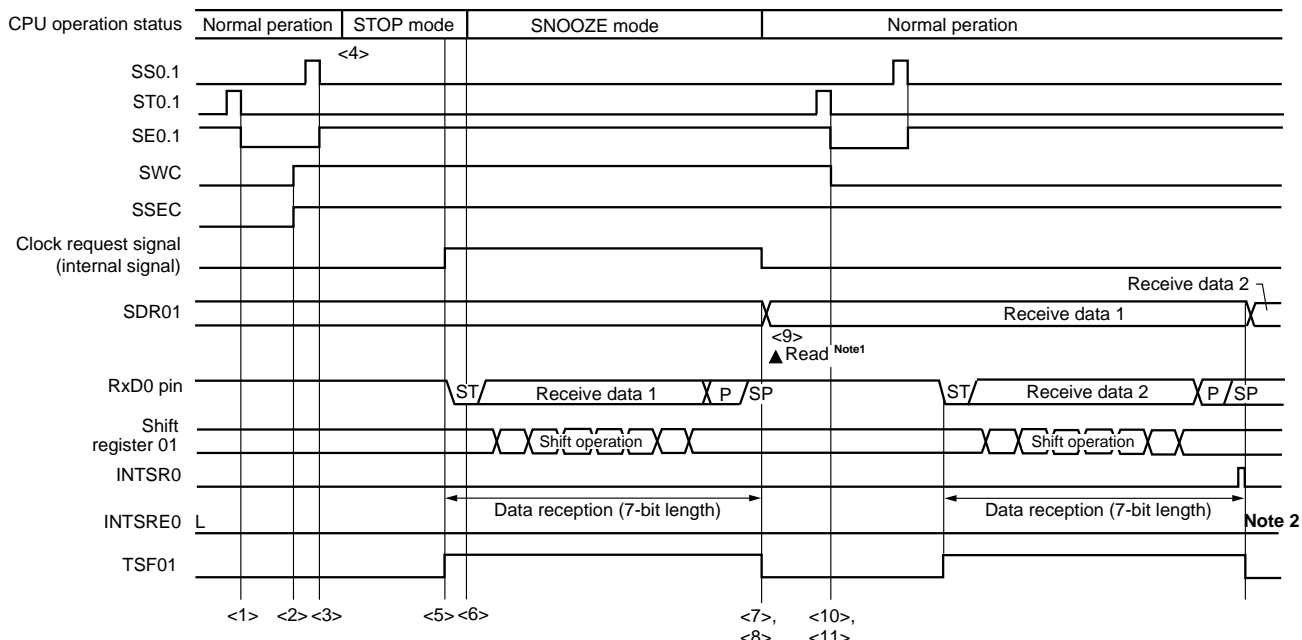 CPU operation status Normal peration STOP mode SNOOZE mode Normal peration
<4>
SS0.1
ST0.1
SE0.1
SWC
SSEC
Clock request signal
(internal signal)
Receive data 2
SDR01 Receive data 1
<9>
▲Read Note1
RxD0 pin ST Receive data 1 P SP ST Receive data 2 P SP
Shift
register 01 Shift operation Shift operation
INTSR0
Data reception (7-bit length) Data reception (7-bit length)
INTSRE0 L Note 2
TSF01
<1> <2> <3> <5> <6> <7>, <10>,
<8> <11>